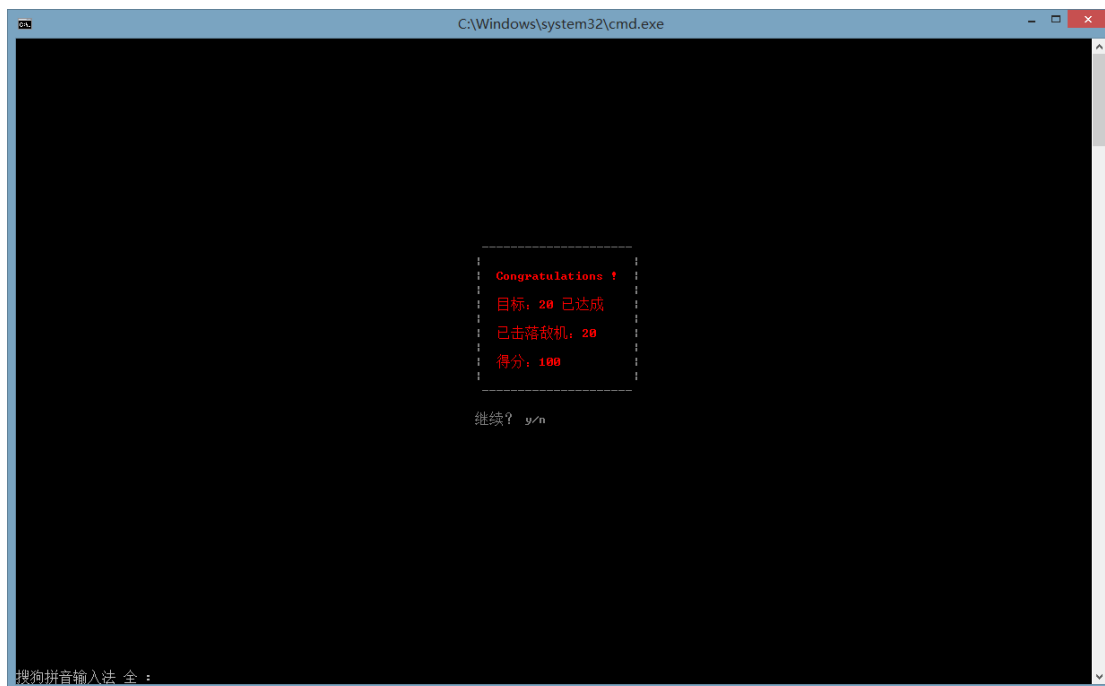 C:\Windows\system32\cmd.exe
Congratulations !
目标：20 已达成
已击落敌机：20
得分：100
继续? y/n
搜狗拼音输入法 全 :